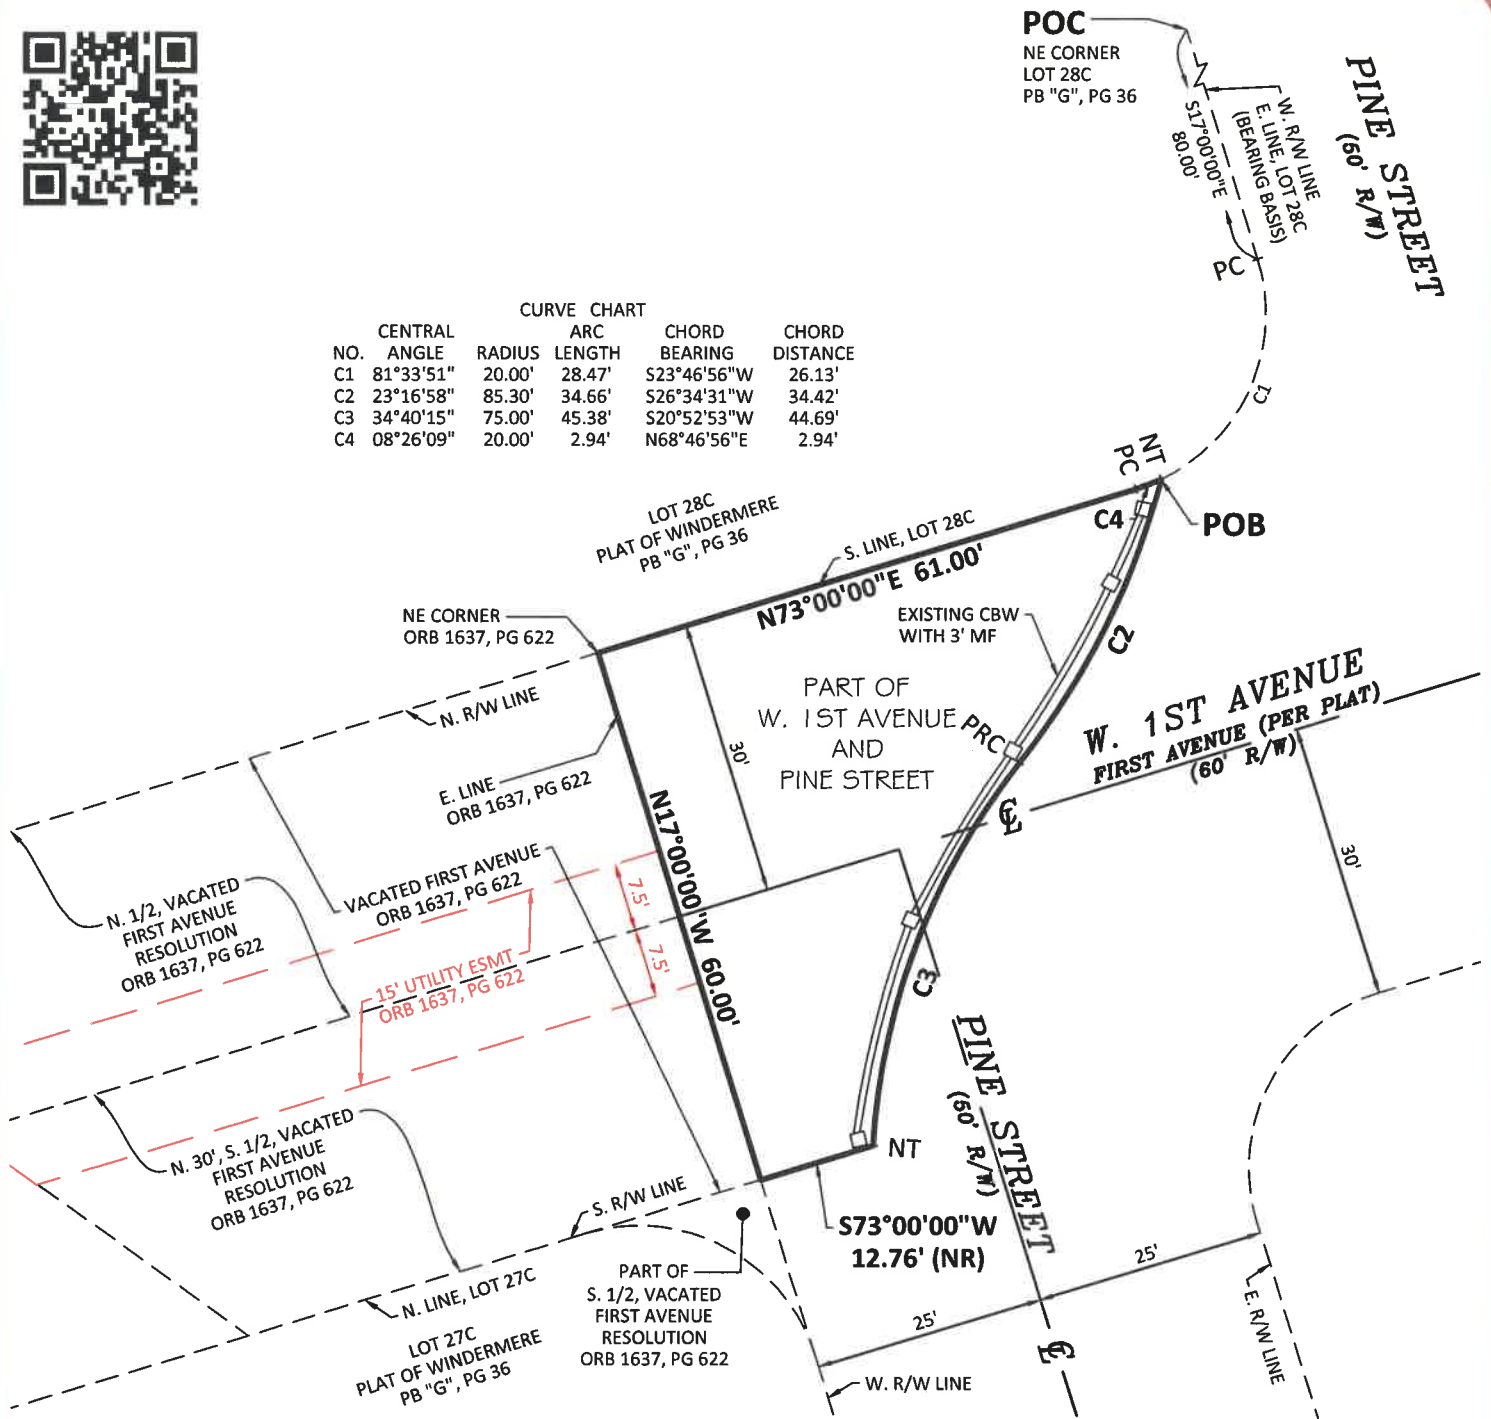 POC
NE CORNER
LOT 28C
PB "G", PG 36
S17°00'00"E
80.00'
W. R/W LINE
E. LINE, LOT 28C
(BEARING BASIS)
PINE STREET
(50' R/W)
PC
C1
CURVE CHART
CENTRAL ARC CHORD CHORD
NO. ANGLE RADIUS LENGTH BEARING DISTANCE
C1 81°33'51" 20.00' 28.47' S23°46'56"W 26.13'
C2 23°16'58" 85.30' 34.66' S26°34'31"W 34.42'
C3 34°40'15" 75.00' 45.38' S20°52'53"W 44.69'
C4 08°26'09" 20.00' 2.94' N68°46'56"E 2.94'
NT
PC
C4
POB
LOT 28C
PLAT OF WINDERMERE
PB "G", PG 36
S. LINE, LOT 28C
N73°00'00"E 61.00'
NE CORNER
ORB 1637, PG 622
EXISTING CBW
WITH 3' MF
C2
N. R/W LINE
PART OF
W. 1ST AVENUE
AND
PINE STREET
PRC
30'
W. 1ST AVENUE
FIRST AVENUE (PER PLAT)
(60' R/W)
CL
30'
E. LINE
ORB 1637, PG 622
N17°00'00"W 60.00'
VACATED FIRST AVENUE
ORB 1637, PG 622
7.5'
7.5'
N. 1/2, VACATED
FIRST AVENUE
RESOLUTION
ORB 1637, PG 622
15' UTILITY ESMT
ORB 1637, PG 622
C3
N. 30', S. 1/2, VACATED
FIRST AVENUE
RESOLUTION
ORB 1637, PG 622
PINE STREET
(50' R/W)
NT
S. R/W LINE
S73°00'00"W
12.76' (NR)
PART OF
S. 1/2, VACATED
FIRST AVENUE
RESOLUTION
ORB 1637, PG 622
N. LINE, LOT 27C
LOT 27C
PLAT OF WINDERMERE
PB "G", PG 36
25'
25'
CL
W. R/W LINE
E. R/W LINE